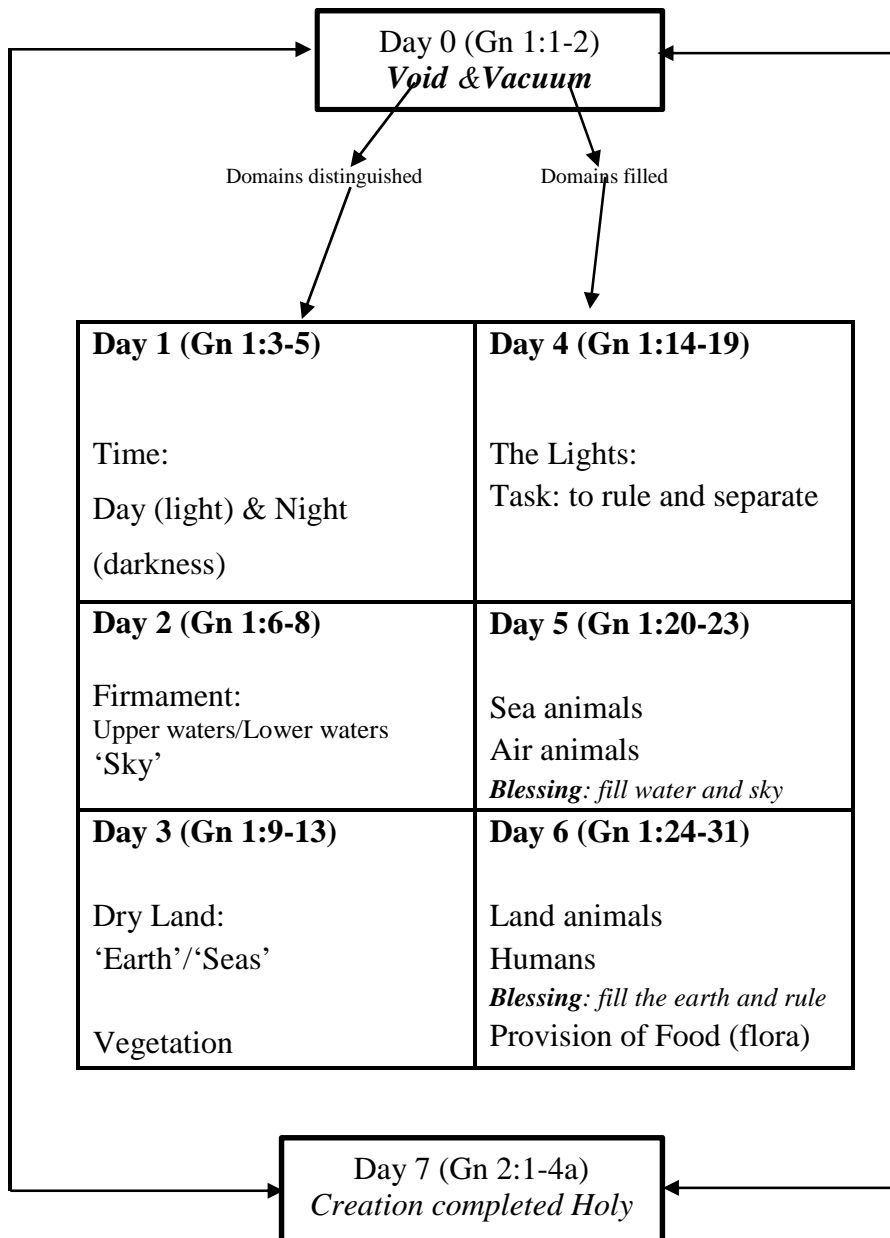 Day 0 (Gn 1:1-2)
Void &Vacuum
Domains distinguished
Domains filled
Day 1 (Gn 1:3-5)
Time:
Day (light) & Night
(darkness)
Day 4 (Gn 1:14-19)
The Lights:
Task: to rule and separate
Day 2 (Gn 1:6-8)
Firmament:
Upper waters/Lower waters
‘Sky’
Day 5 (Gn 1:20-23)
Sea animals
Air animals
Blessing: fill water and sky
Day 3 (Gn 1:9-13)
Dry Land:
‘Earth’/‘Seas’
Vegetation
Day 6 (Gn 1:24-31)
Land animals
Humans
Blessing: fill the earth and rule
Provision of Food (flora)
Day 7 (Gn 2:1-4a)
Creation completed Holy